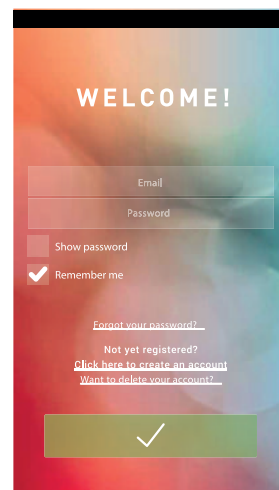 WELCOME!
Email
Password
Show password
Remember me
Forgot your password?
Not yet registered?
Click here to create an account
Want to delete your account?